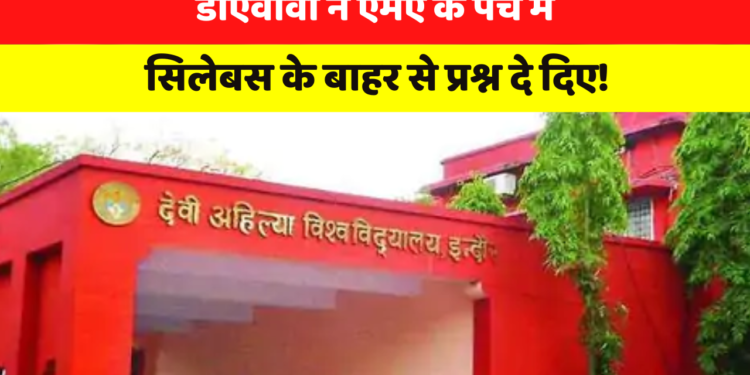 डीएवीवी ने एमए के पर्चे में
सिलेबस के बाहर से प्रश्न दे दिए!
देवी अहिल्या विश्वविद्यालय, इन्दौर